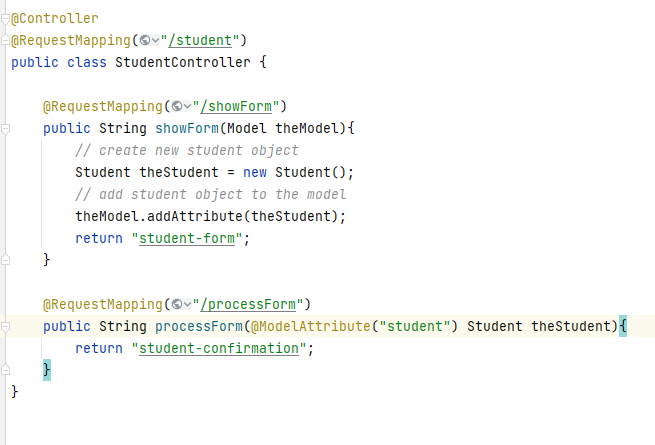 @Controller
@RequestMapping("/student")
public class StudentController {
@RequestMapping("/showForm")
public String showForm(Model theModel){
// create new student object
Student theStudent = new Student();
// add student object to the model
theModel.addAttribute(theStudent);
return "student-form";
}
@RequestMapping("/processForm")
public String processForm(@ModelAttribute("student") Student theStudent){
return "student-confirmation";
}
}